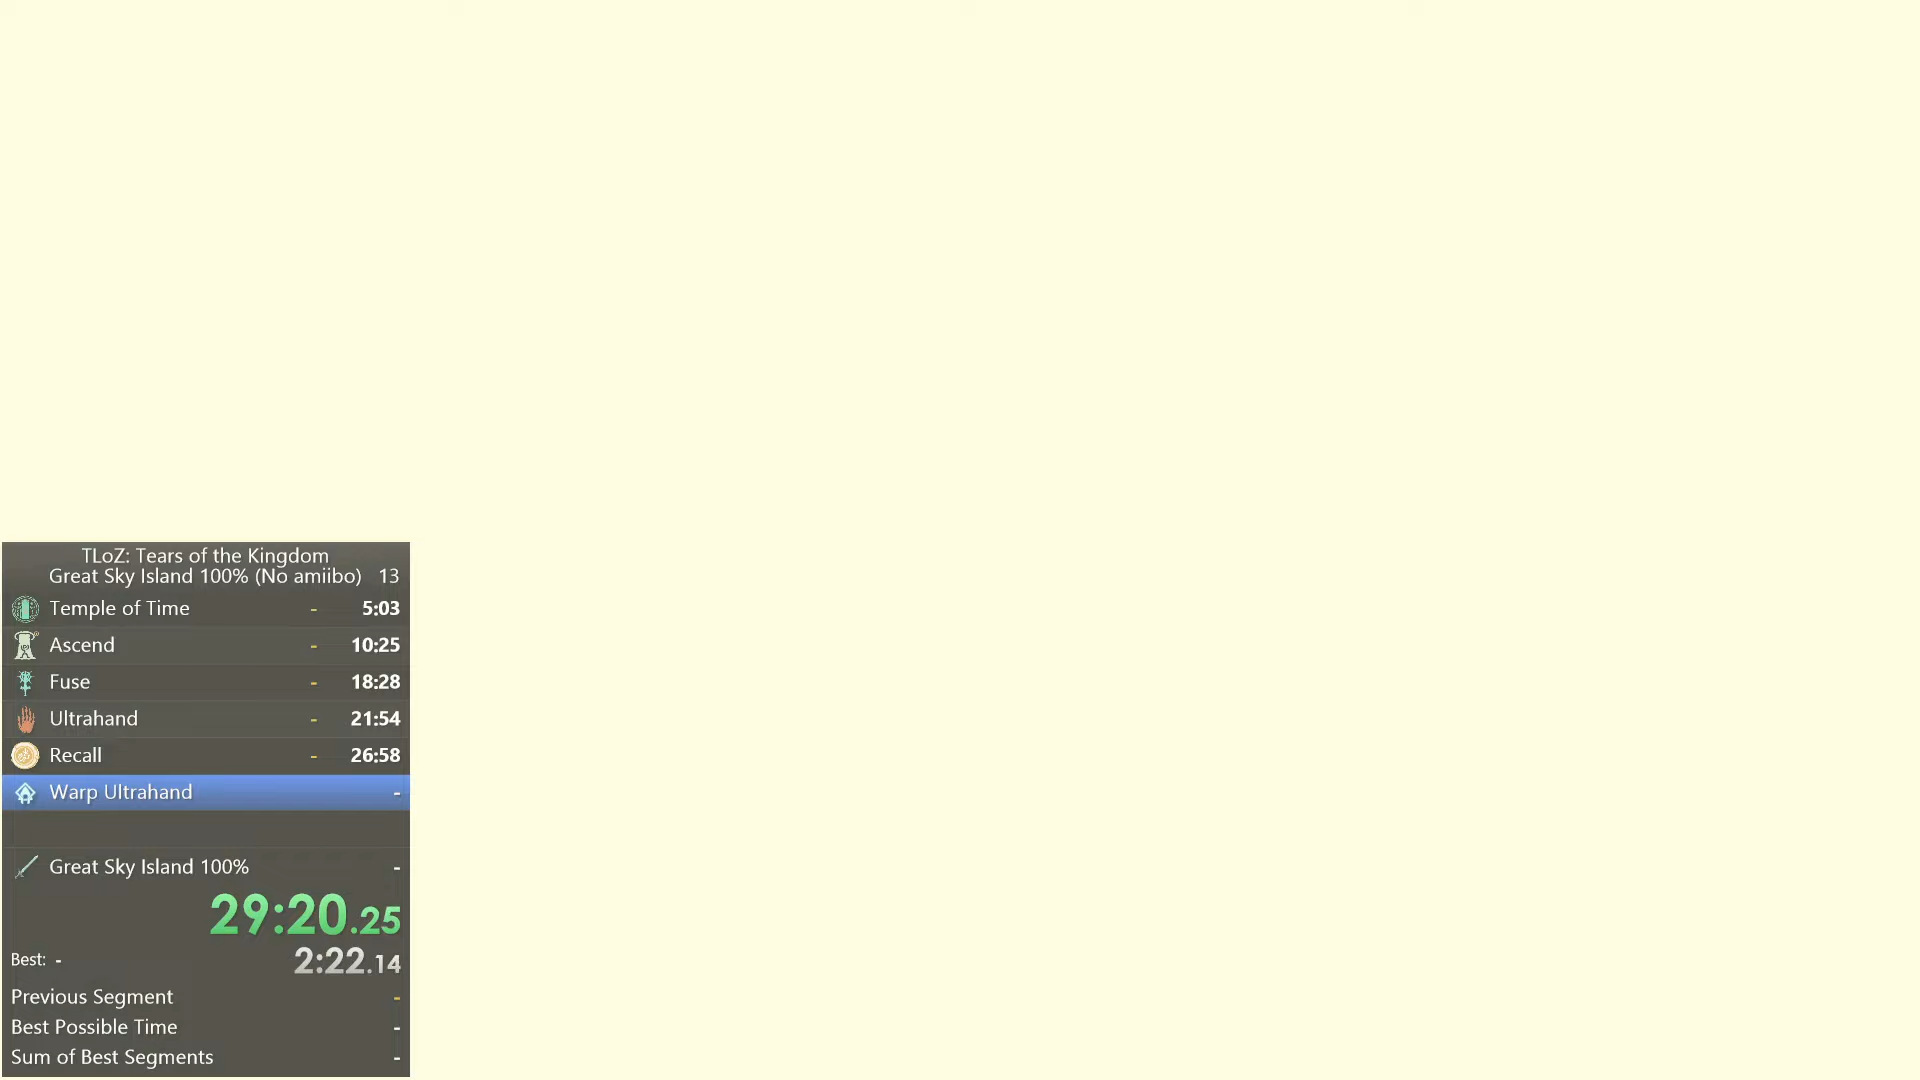 TLoZ: Tears of the Kingdom
Great Sky Island 100% (No amiibo) 13
Temple of Time - 5:03
Ascend - 10:25
Fuse - 18:28
Ultrahand - 21:54
Recall - 26:58
Warp Ultrahand -
Great Sky Island 100% -
29:20.25
Best: - 2:22.14
Previous Segment -
Best Possible Time -
Sum of Best Segments -